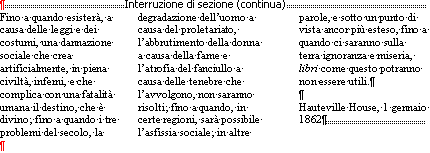 Interruzione di sezione (continua)
Fino a quando esisterà, a
causa delle leggi e dei
costumi, una dannazione
sociale che crea
artificialmente, in piena
civiltà, inferni, e che
complica con una fatalità
umana il destino, che è
divino; fino a quando i tre
problemi del secolo, la
degradazione dell'uomo a
causa del proletariato,
l'abbrutimento della donna
a causa della fame e
l'atrofia del fanciullo a
causa delle tenebre che
l'avvolgono, non saranno
risolti; fino a quando, in
certe regioni, sarà possibile
l'asfissia sociale; in altre
parole, e sotto un punto di
vista ancor più esteso, fino a
quando ci saranno sulla
terra ignoranza e miseria,
libri come questo potranno
non essere utili.¶
¶
Hauteville House, 1 gennaio
1862¶
¶